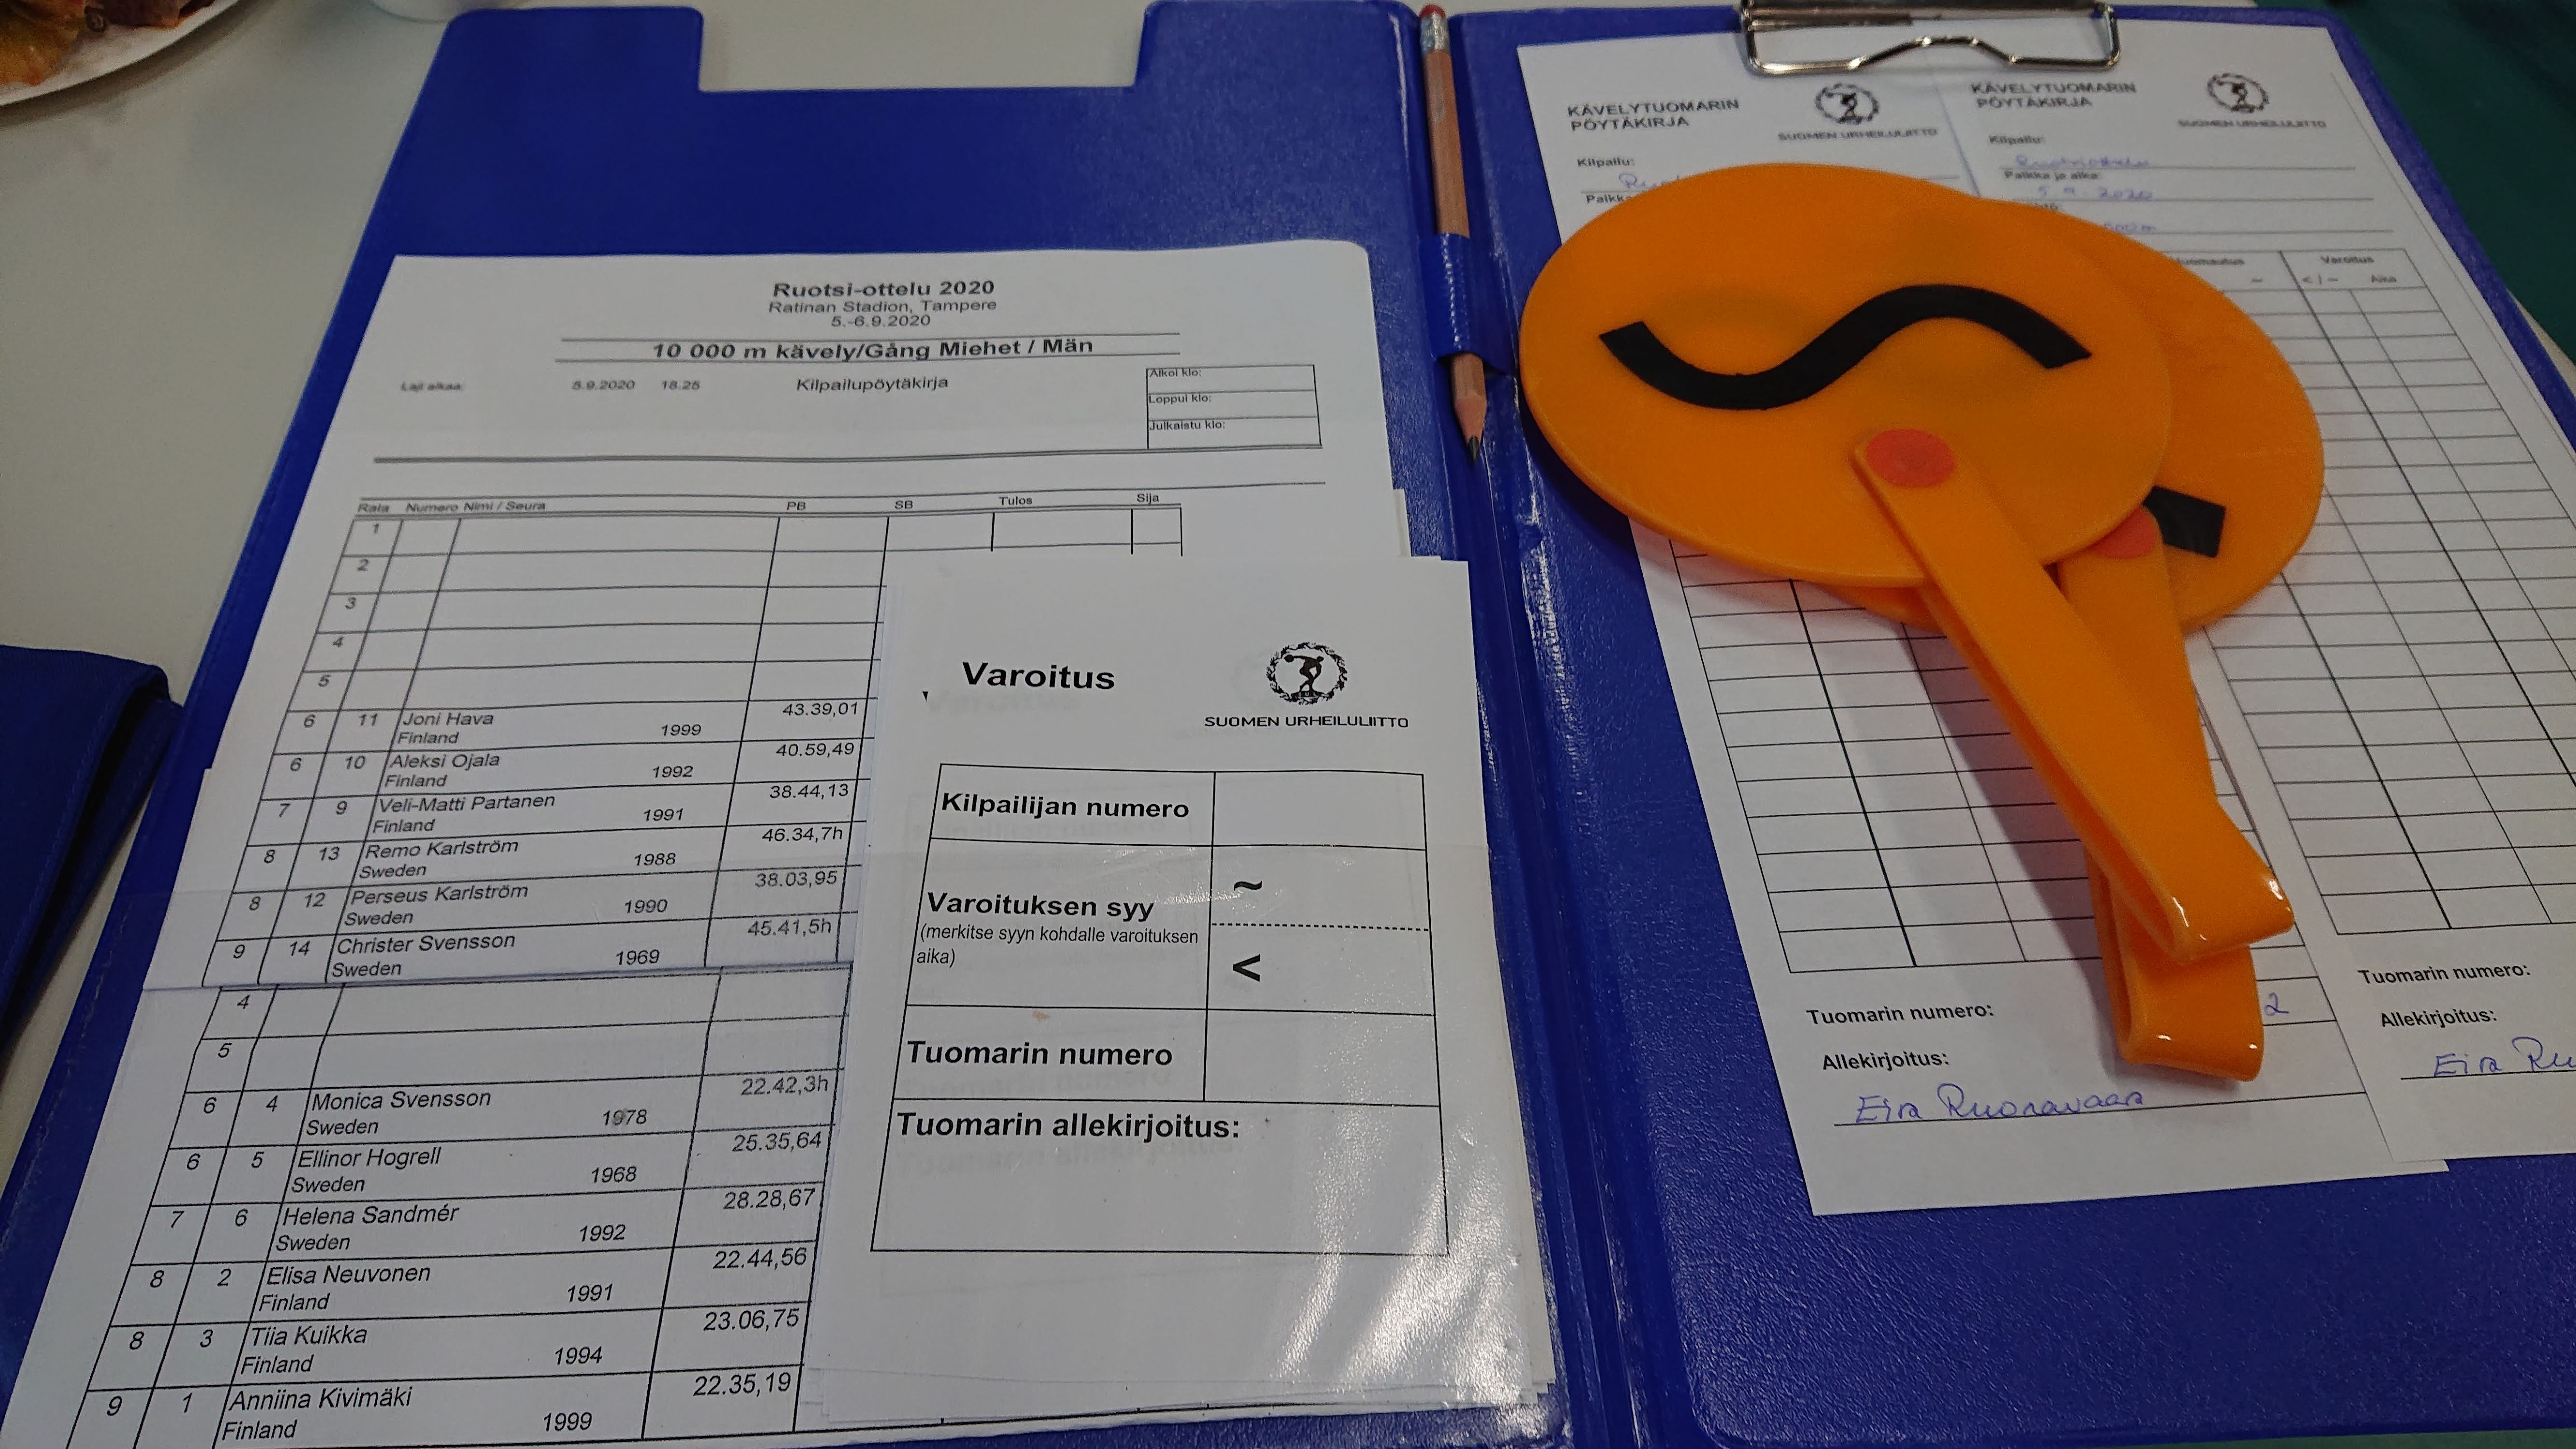 Ruotsi-ottelu 2020
Ratinan Stadion, Tampere
5.-6.9.2020
10 000 m kävely/Gång Miehet / Män
Laji alkaa: 5.9.2020 18.25 Kilpailupöytäkirja
Alkoi klo:
Loppui klo:
Julkaistu klo:
Rata Numero Nimi / Seura PB SB Tulos Sija
1
2
3
4
5
6 11 Joni Hava 1999 43.39,01
Finland
6 10 Aleksi Ojala 1992 40.59,49
Finland
7 9 Veli-Matti Partanen 1991 38.44,13
Finland
8 13 Remo Karlström 1988 46.34,7h
Sweden
8 12 Perseus Karlström 1990 38.03,95
Sweden
9 14 Christer Svensson 1969 45.41,5h
Sweden
4
5
6 4 Monica Svensson 1978 22.42,3h
Sweden
6 5 Ellinor Hogrell 1968 25.35,64
Sweden
7 6 Helena Sandmér 1992 28.28,67
Sweden
8 2 Elisa Neuvonen 1991 22.44,56
Finland
8 3 Tiia Kuikka 1994 23.06,75
Finland
9 1 Anniina Kivimäki 1999 22.35,19
Finland
Varoitus
SUOMEN URHEILULIITTO
Kilpailijan numero
Varoituksen syy
(merkitse syyn kohdalle varoituksen
aika)
~
<
Tuomarin numero
Tuomarin allekirjoitus:
KÄVELYTUOMARIN
PÖYTÄKIRJA
SUOMEN URHEILULIITTO
Kilpailu:
Tuomarin numero: 2
Allekirjoitus:
Eira Ruonavaara
KÄVELYTUOMARIN
PÖYTÄKIRJA
SUOMEN URHEILULIITTO
Kilpailu:
Ruotsiottelu
Paikka ja aika:
5.9.2020
Varoitus
< / ~ Aika
Tuomarin numero:
Allekirjoitus:
Eira
~